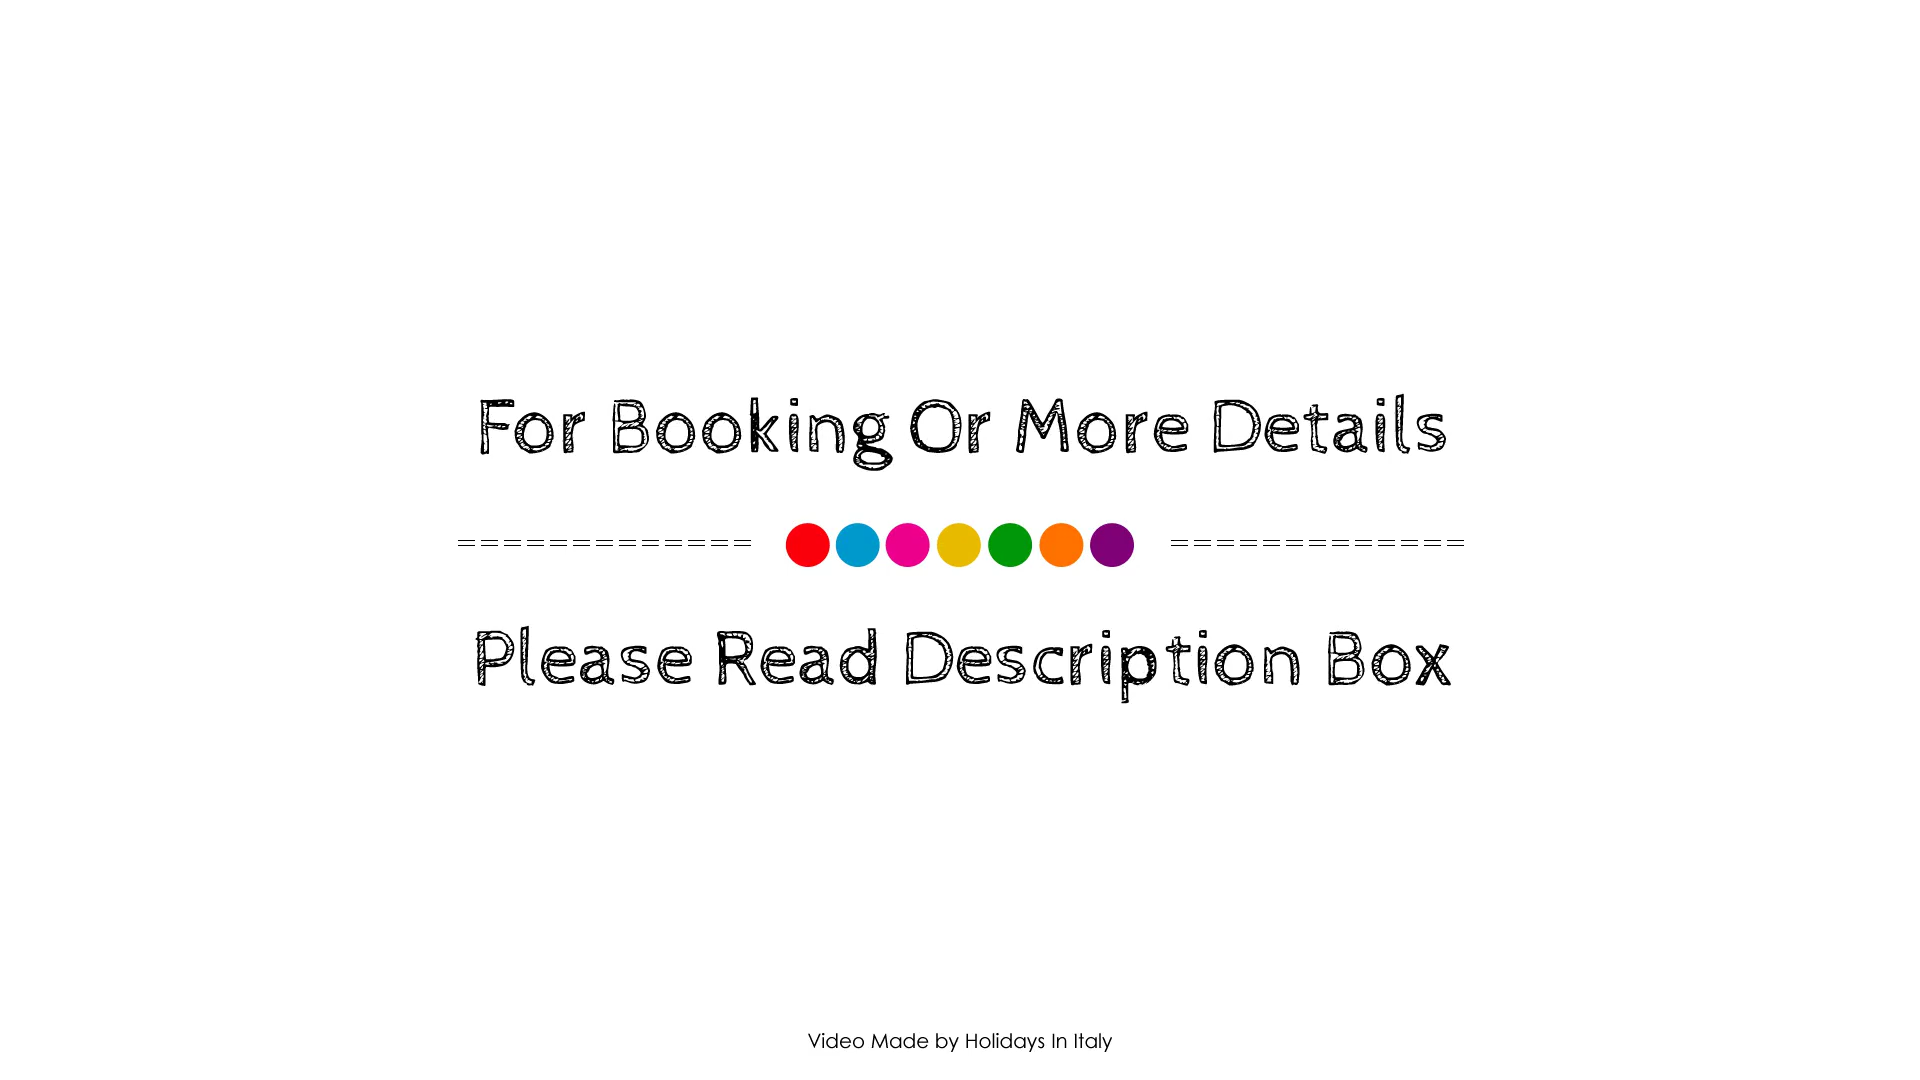 For Booking Or More Details
============= =============
Please Read Description Box
Video Made by Holidays In Italy